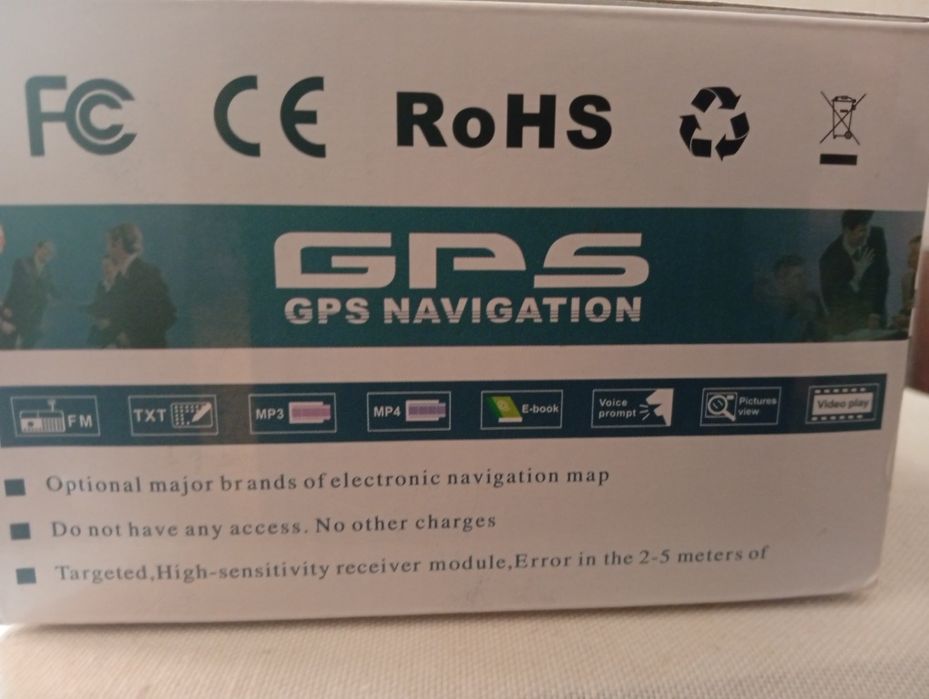 FC CE RoHS
GPS
GPS NAVIGATION
FM TXT MP3 MP4 E-book Voice prompt Pictures view Video play
Optional major brands of electronic navigation map
Do not have any access. No other charges
Targeted,High-sensitivity receiver module,Error in the 2-5 meters of